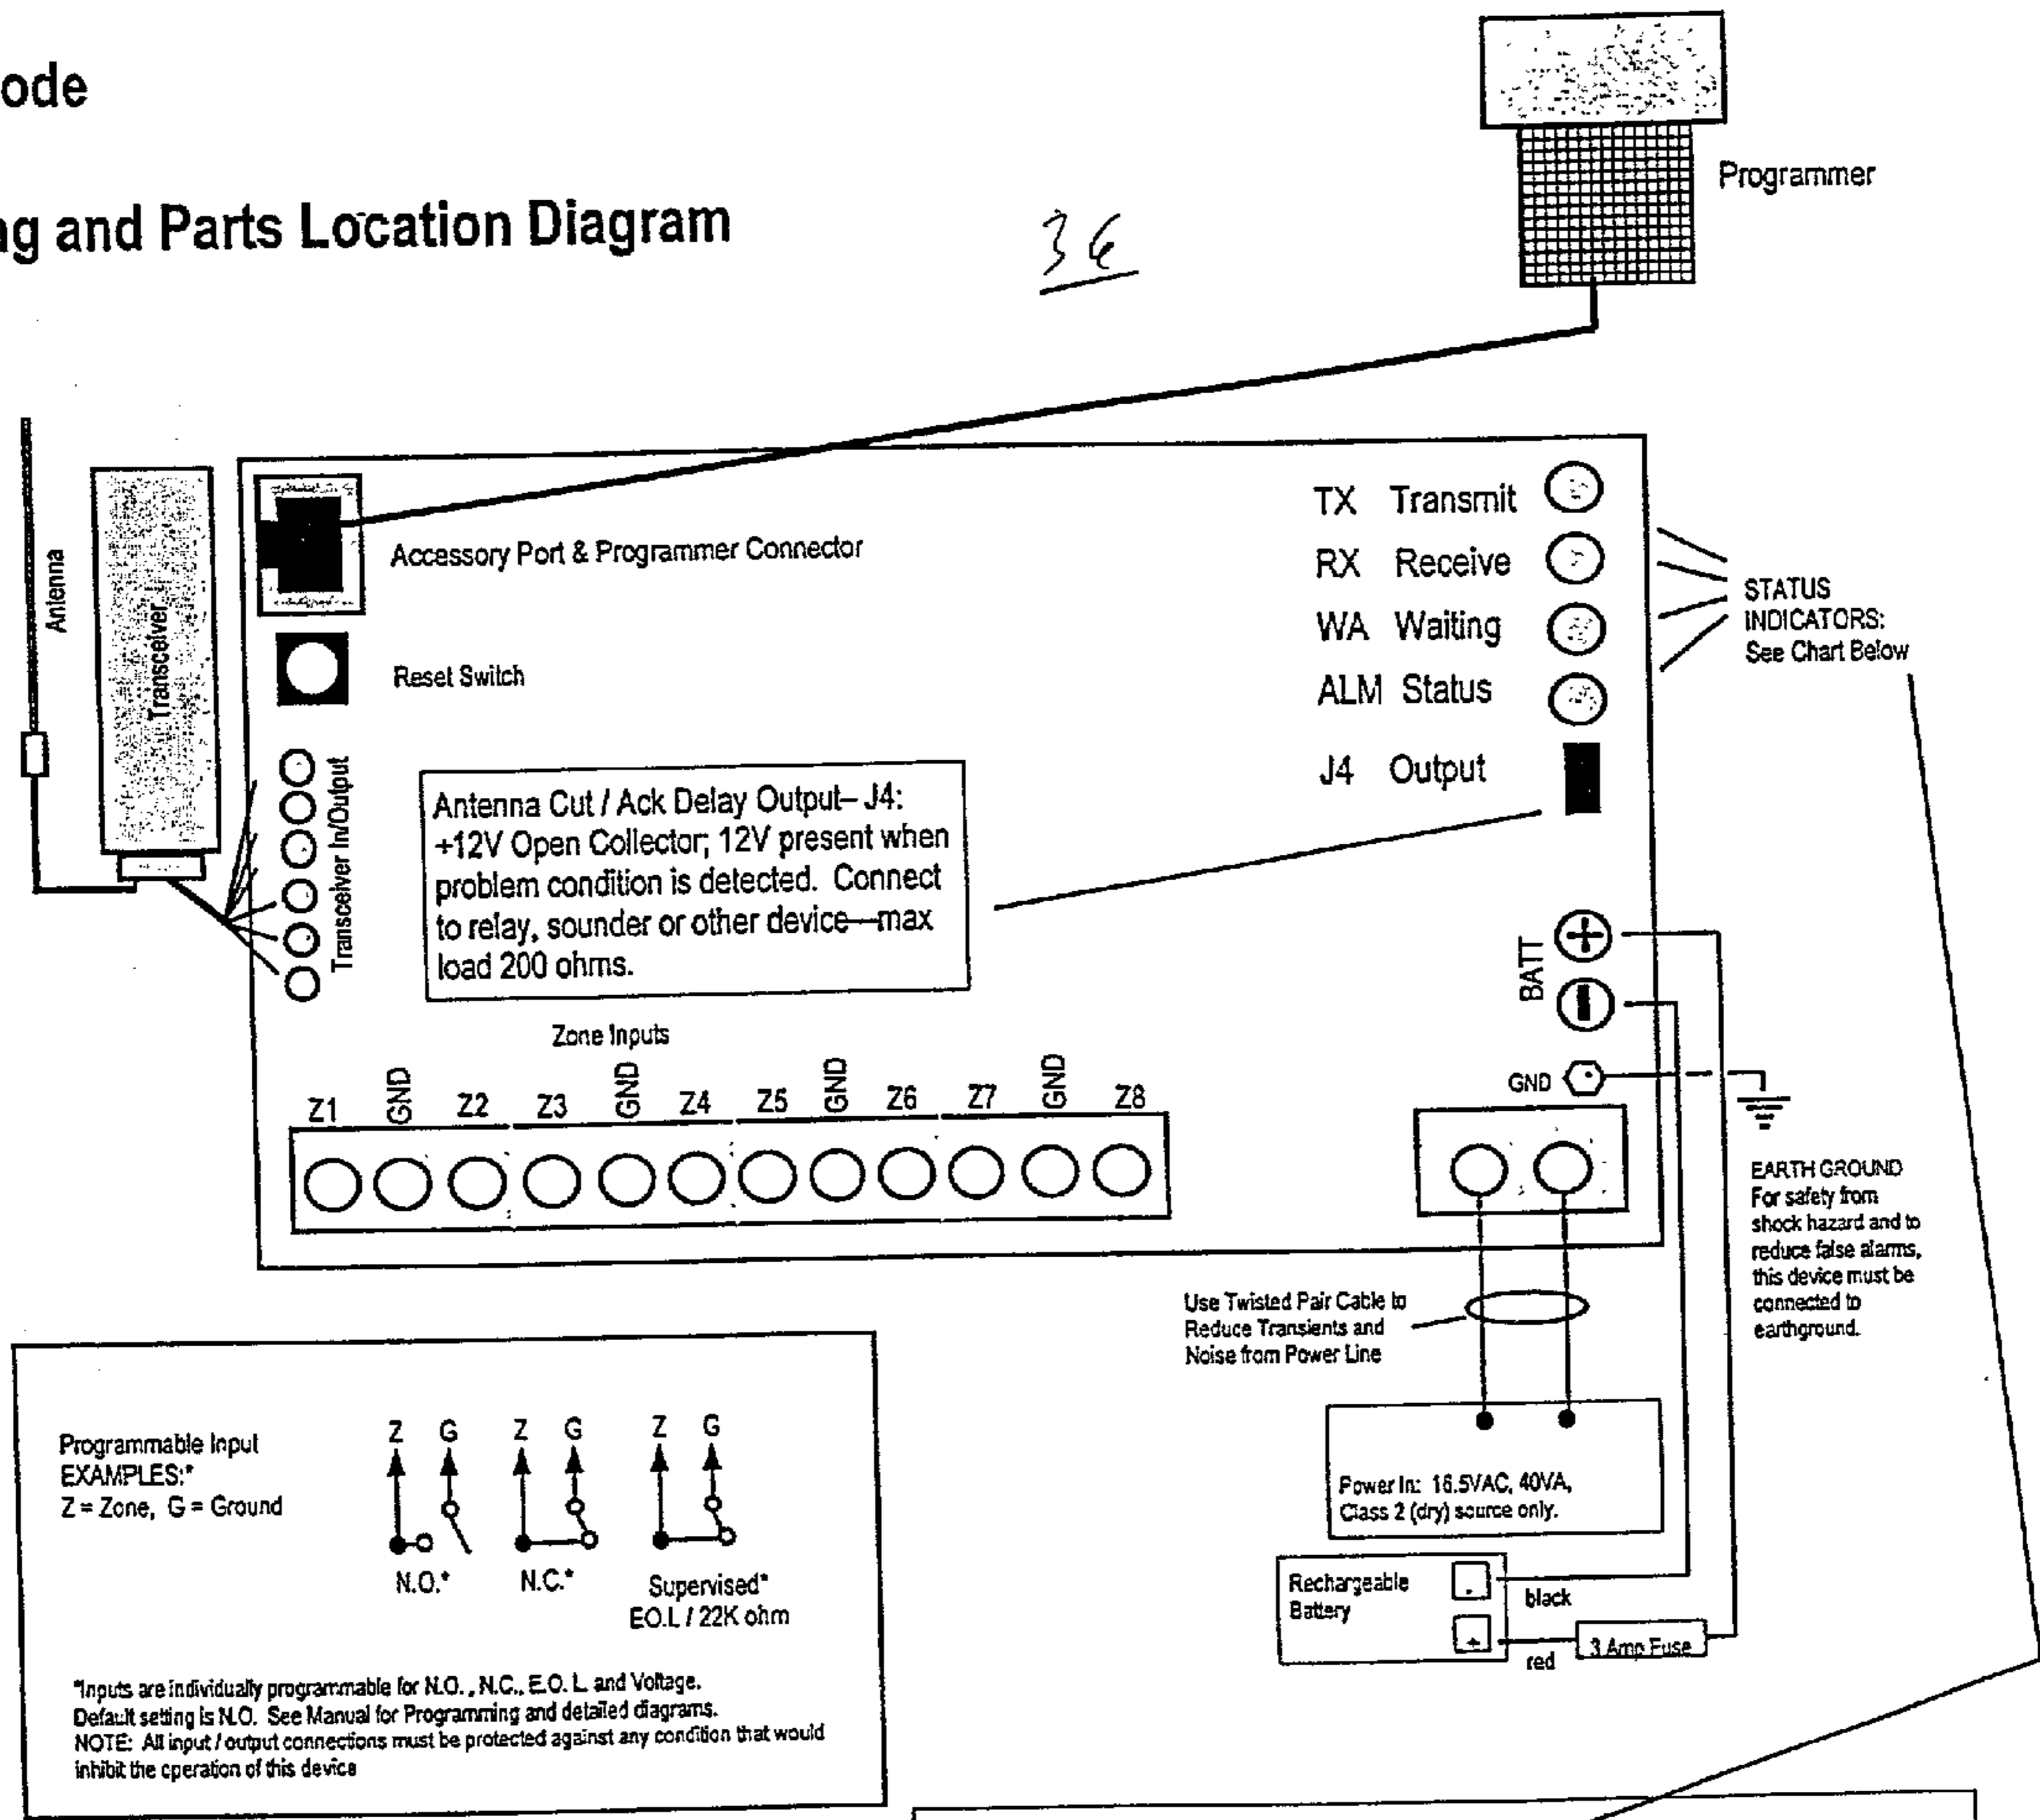 ode
ng and Parts Location Diagram
36
Programmer
Antenna
Transceiver
Accessory Port & Programmer Connector
Reset Switch
Transceiver In/Output
TX Transmit
RX Receive
WA Waiting
ALM Status
J4 Output
STATUS
INDICATORS:
See Chart Below
Antenna Cut / Ack Delay Output– J4:
+12V Open Collector; 12V present when
problem condition is detected. Connect
to relay, sounder or other device—max
load 200 ohms.
BATT
+
-
GND
Zone Inputs
Z1 GND Z2 Z3 GND Z4 Z5 GND Z6 Z7 GND Z8
EARTH GROUND
For safety from
shock hazard and to
reduce false alarms,
this device must be
connected to
earthground.
Use Twisted Pair Cable to
Reduce Transients and
Noise from Power Line
Power In: 16.5VAC, 40VA,
Class 2 (dry) source only.
Rechargeable
Battery
-
black
+
red
3 Amp Fuse
Programmable Input
EXAMPLES:*
Z = Zone, G = Ground
Z G Z G Z G
N.O.* N.C.* Supervised*
EO.L / 22K ohm
*Inputs are individually programmable for N.O. , N.C., E.O. L. and Voltage.
Default setting is N.O. See Manual for Programming and detailed diagrams.
NOTE: All input / output connections must be protected against any condition that would
inhibit the operation of this device